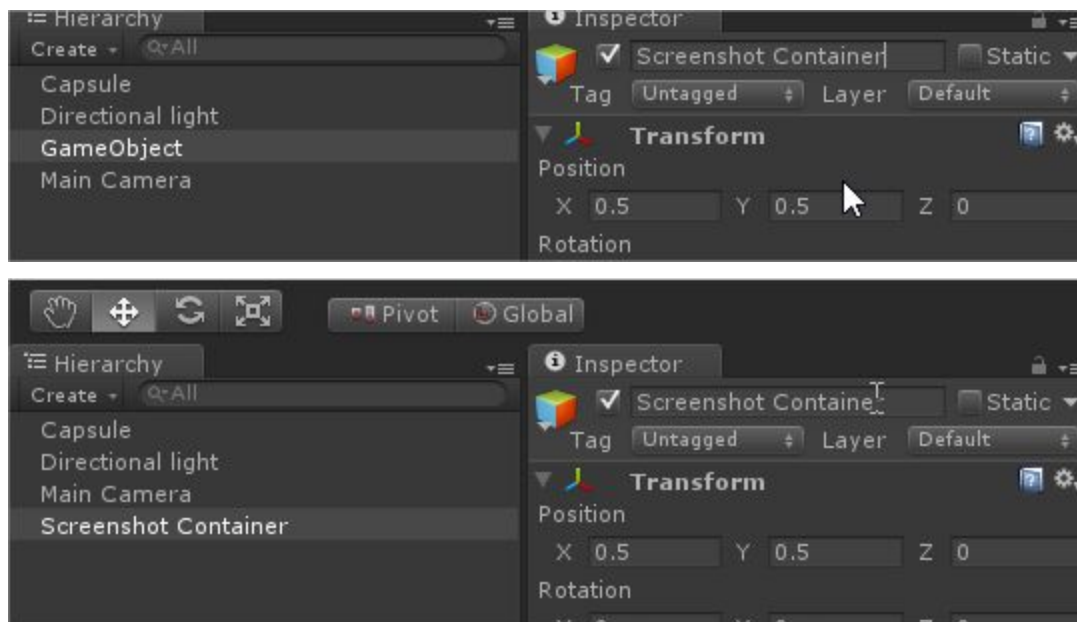 Hierarchy Inspector
Create All Screenshot Container Static
Capsule Tag Untagged Layer Default
Directional light
GameObject Transform
Main Camera Position
X 0.5 Y 0.5 Z 0
Rotation
Pivot Global
Hierarchy Inspector
Create All Screenshot Containe Static
Capsule Tag Untagged Layer Default
Directional light
Main Camera Transform
Screenshot Container Position
X 0.5 Y 0.5 Z 0
Rotation